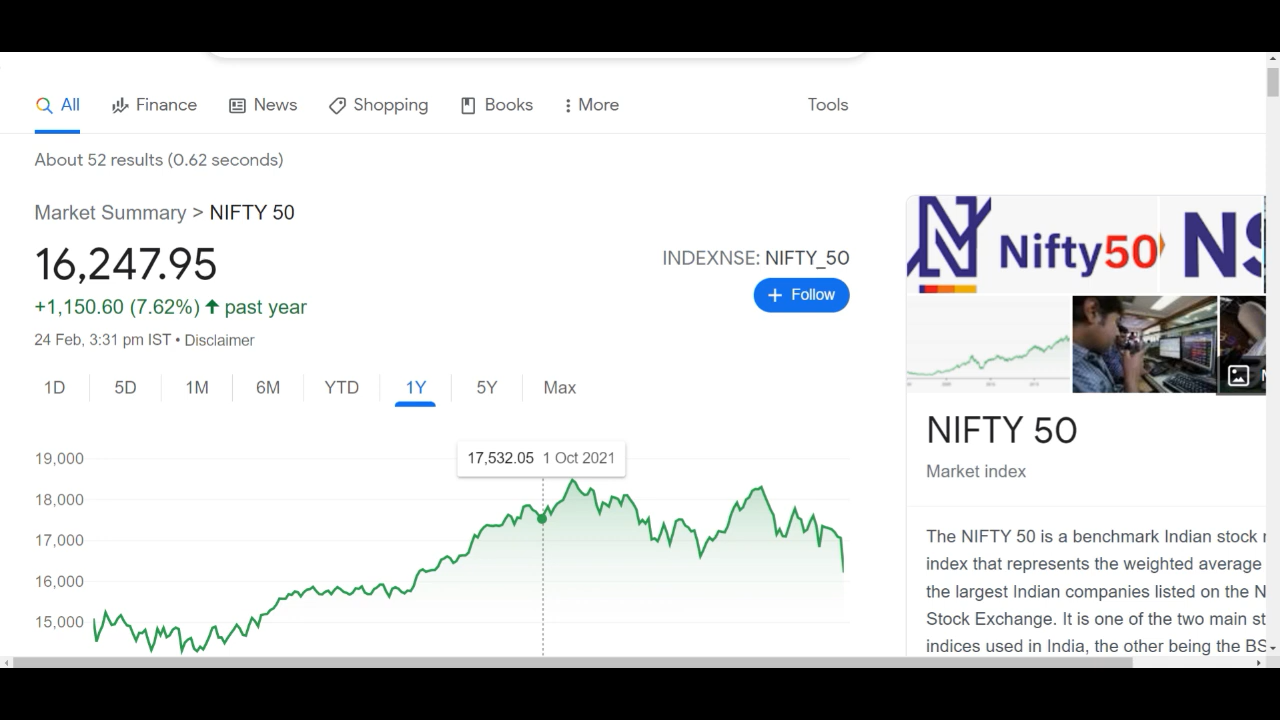 All Finance News Shopping Books More Tools
About 52 results (0.62 seconds)
Market Summary > NIFTY 50
16,247.95
+1,150.60 (7.62%) past year
24 Feb, 3:31 pm IST • Disclaimer
INDEXNSE: NIFTY_50
+ Follow
1D 5D 1M 6M YTD 1Y 5Y Max
17,532.05 1 Oct 2021
19,000
18,000
17,000
16,000
15,000
Nifty50
NIFTY 50
Market index
The NIFTY 50 is a benchmark Indian stock
index that represents the weighted average
the largest Indian companies listed on the
Stock Exchange. It is one of the two main
indices used in India, the other being the